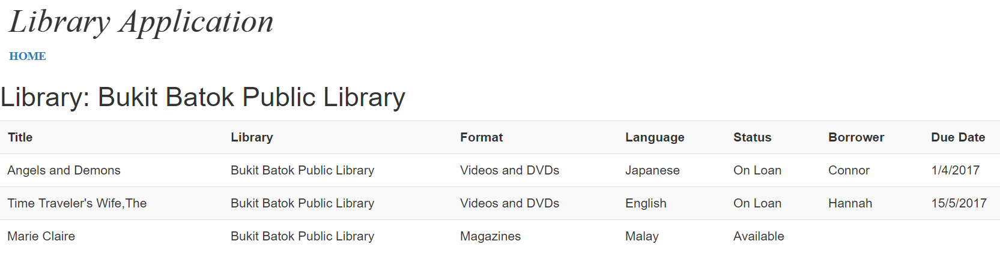 Library Application
HOME
Library: Bukit Batok Public Library
Title Library Format Language Status Borrower Due Date
Angels and Demons Bukit Batok Public Library Videos and DVDs Japanese On Loan Connor 1/4/2017
Time Traveler's Wife,The Bukit Batok Public Library Videos and DVDs English On Loan Hannah 15/5/2017
Marie Claire Bukit Batok Public Library Magazines Malay Available